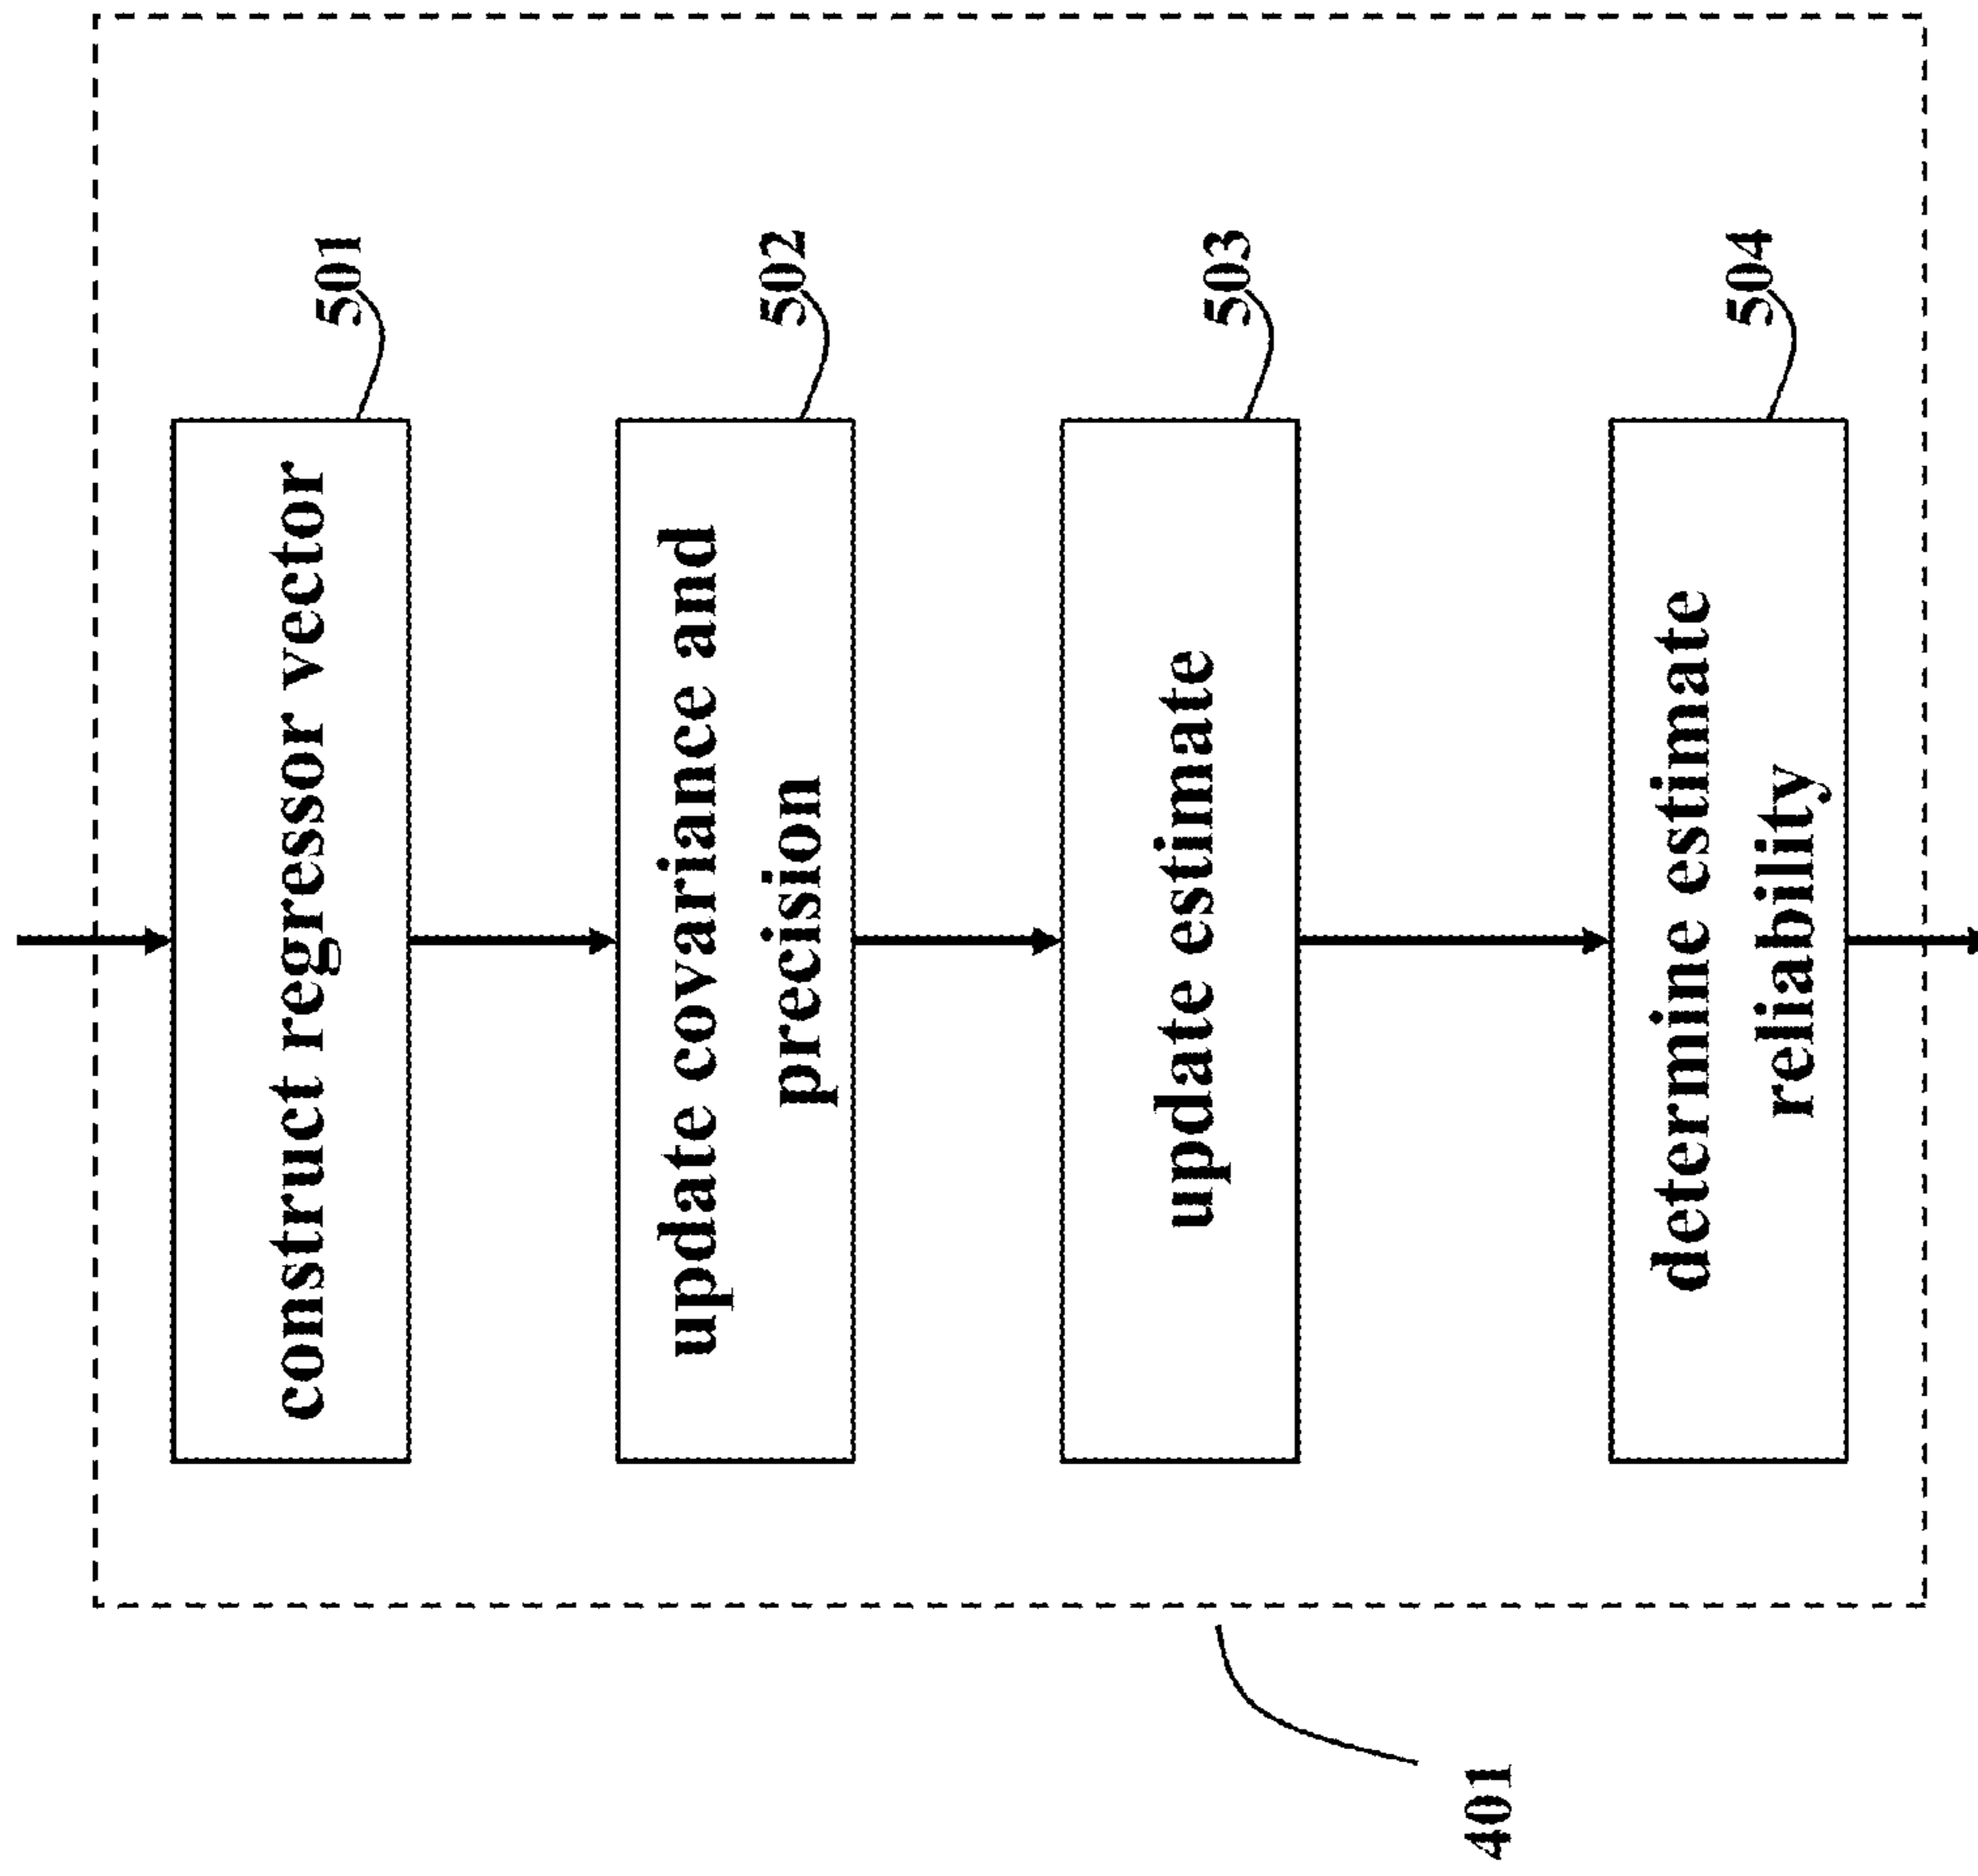 construct regressor vector
501
update covariance and
precision
502
update estimate
503
determine estimate
reliability
504
401